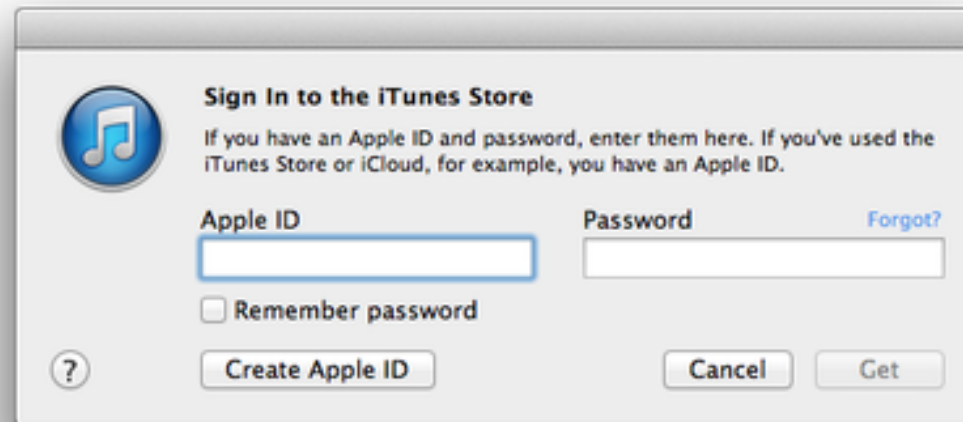 Sign In to the iTunes Store
If you have an Apple ID and password, enter them here. If you've used the
iTunes Store or iCloud, for example, you have an Apple ID.
Apple ID
Password Forgot?
Remember password
? Create Apple ID Cancel Get